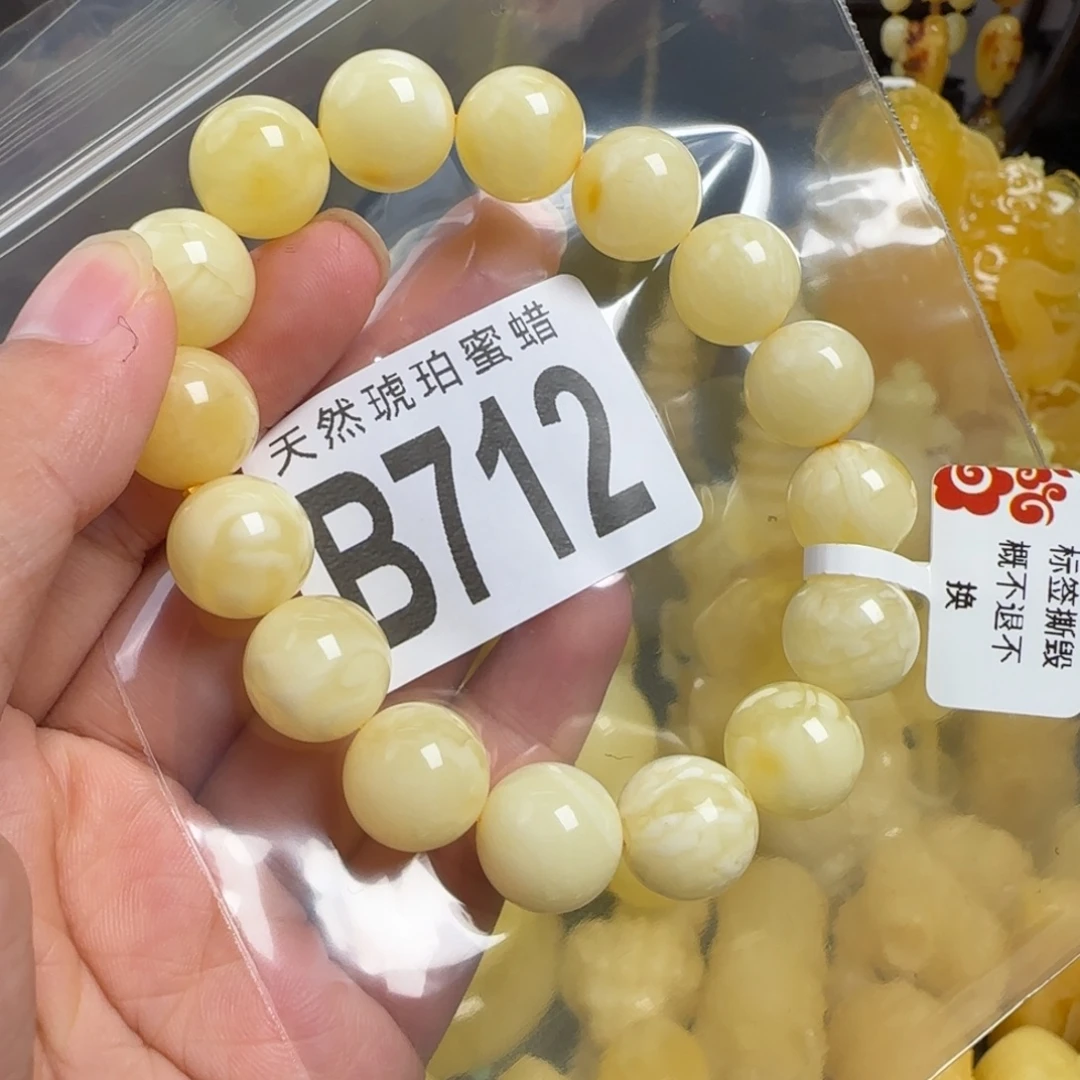 天然琥珀蜜蜡
B712
标签撕毁
概不退不
换